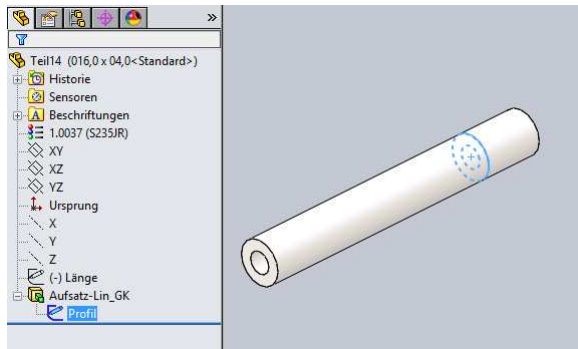 »
Teil14 (016,0 x 04,0<Standard>)
Historie
Sensoren
A Beschriftungen
1.0037 (S235JR)
XY
XZ
YZ
Ursprung
X
Y
Z
(-) Länge
Aufsatz-Lin_GK
Profil